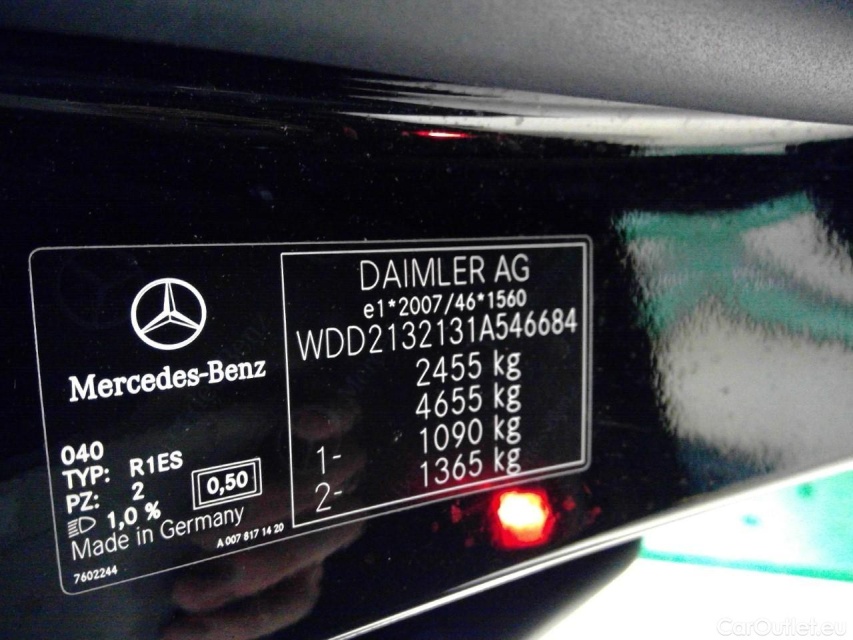 DAIMLER AG
e1*2007/46*1560
WDD2132131A546684
2455 kg
4655 kg
1- 1090 kg
2- 1365 kg
Mercedes-Benz
040
TYP: R1ES
PZ: 2
0,50
1,0 %
Made in Germany
A 007 817 14 20
7602244
CarOutlet.eu